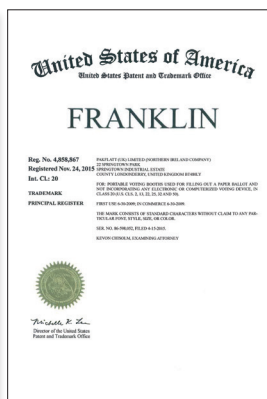 United States of America
United States Patent and Trademark Office
FRANKLIN
Reg. No. 4,858,867
Registered Nov. 24, 2015
Int. Cl.: 20
TRADEMARK
PRINCIPAL REGISTER
PAKFLATT (UK) LIMITED (NORTHERN IRELAND COMPANY)
22 SPRINGTOWN PARK
SPRINGTOWN INDUSTRIAL ESTATE
COUNTY LONDONDERRY, UNITED KINGDOM
FOR: PORTABLE VOTING BOOTHS USED FOR FILLING OUT A PAPER BALLOT AND
NOT INCORPORATING ANY ELECTRONIC OR COMPUTERIZED VOTING DEVICE, IN
CLASS 20 (U.S. CLS. 2, 13, 22, 25, 32 AND 50).
FIRST USE 6-30-2009; IN COMMERCE 6-30-2009.
THE MARK CONSISTS OF STANDARD CHARACTERS WITHOUT CLAIM TO ANY PAR-
TICULAR FONT, STYLE, SIZE, OR COLOR.
SER. NO. FILED 4-15-2015.
KEVON CHISOLM, EXAMINING ATTORNEY
Michelle K. Lee
Director of the United States
Patent and Trademark Office